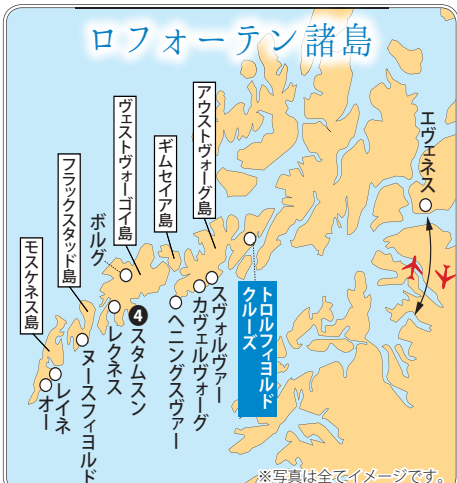 ロフォーテン諸島
エヴェネス
アウストヴォーグ島
ギムセイア島
ヴェストヴォーゴイ島
フラックスタッド島
モスケネス島
ボルグ
トロルフィヨルド
クルーズ
スヴォルヴァー
カヴェルヴォーグ
ヘニングスヴァー
❹スタムスン
レクネス
ヌースフィヨルド
レイネ
オー
※写真は全てイメージです。